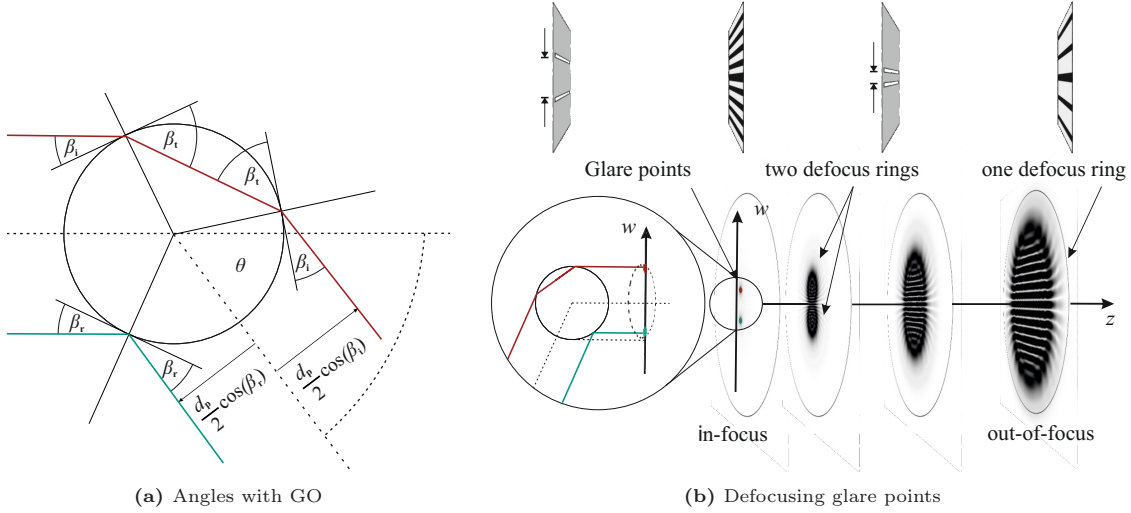 β_i
β_t
β_t
θ
β_i
β_r
β_r
d_p/2 cos(β_r)
d_p/2 cos(β_i)
(a) Angles with GO
Glare points
two defocus rings
one defocus ring
w
w
z
in-focus
out-of-focus
(b) Defocusing glare points